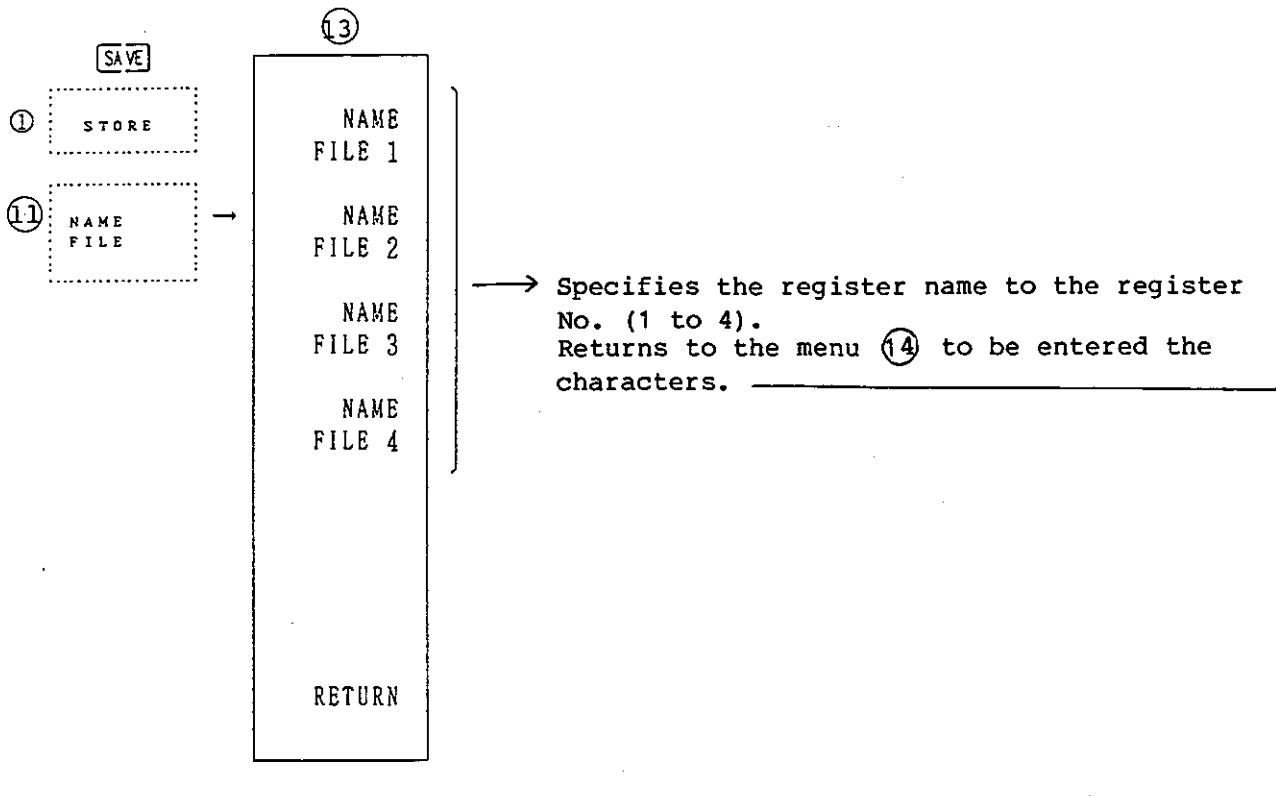 ⑬
SAVE
① STORE
⑪ NAME
FILE
→
NAME
FILE 1
NAME
FILE 2
NAME
FILE 3
NAME
FILE 4
RETURN
→ Specifies the register name to the register
No. (1 to 4).
Returns to the menu ⑭ to be entered the
characters.